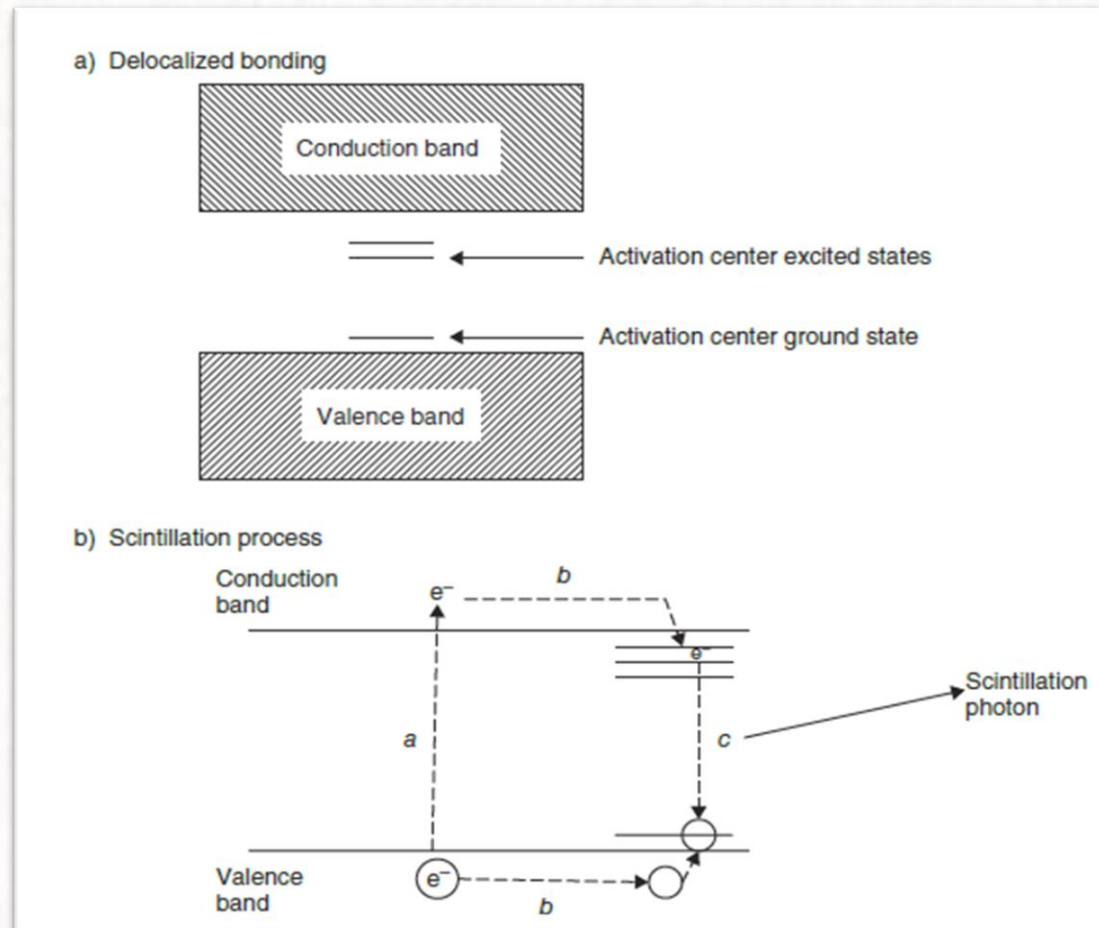 a) Delocalized bonding
Conduction band
Activation center excited states
Activation center ground state
Valence band
b) Scintillation process
Conduction
band
e⁻
b
e⁻
Scintillation
photon
a
c
Valence
band
e⁻
b